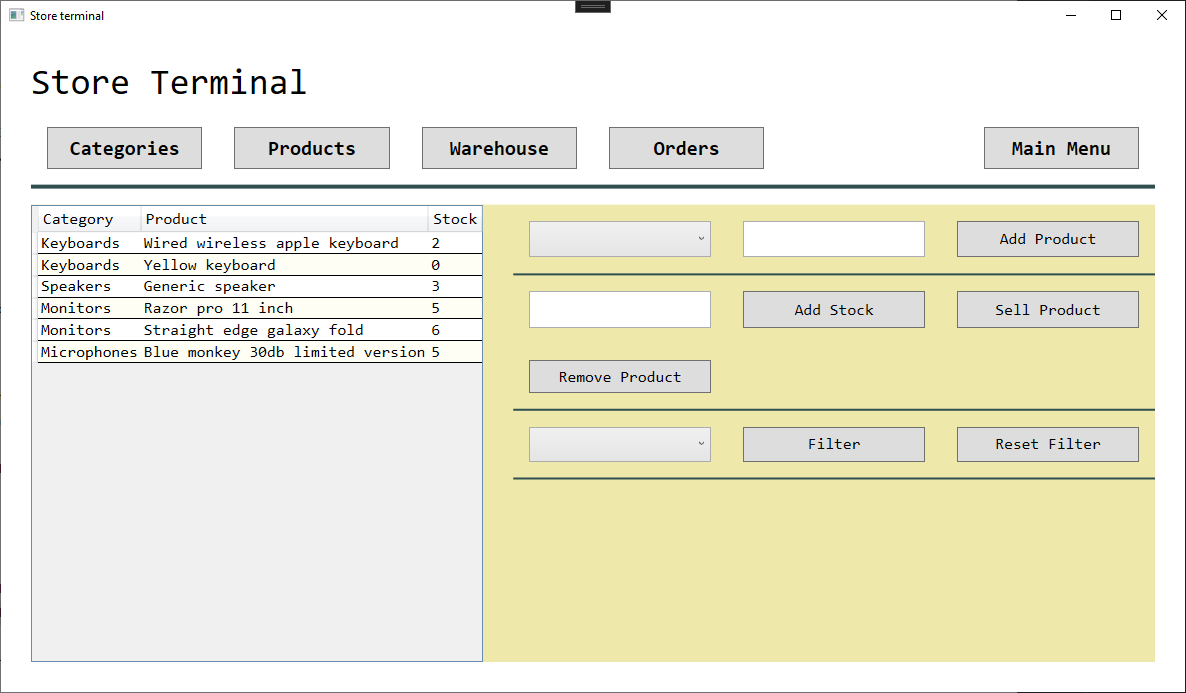 Store terminal
Store Terminal
Categories Products Warehouse Orders Main Menu
Category Product Stock
Keyboards Wired wireless apple keyboard 2
Keyboards Yellow keyboard 0
Speakers Generic speaker 3
Monitors Razor pro 11 inch 5
Monitors Straight edge galaxy fold 6
Microphones Blue monkey 30db limited version 5
Add Product
Add Stock Sell Product
Remove Product
Filter Reset Filter